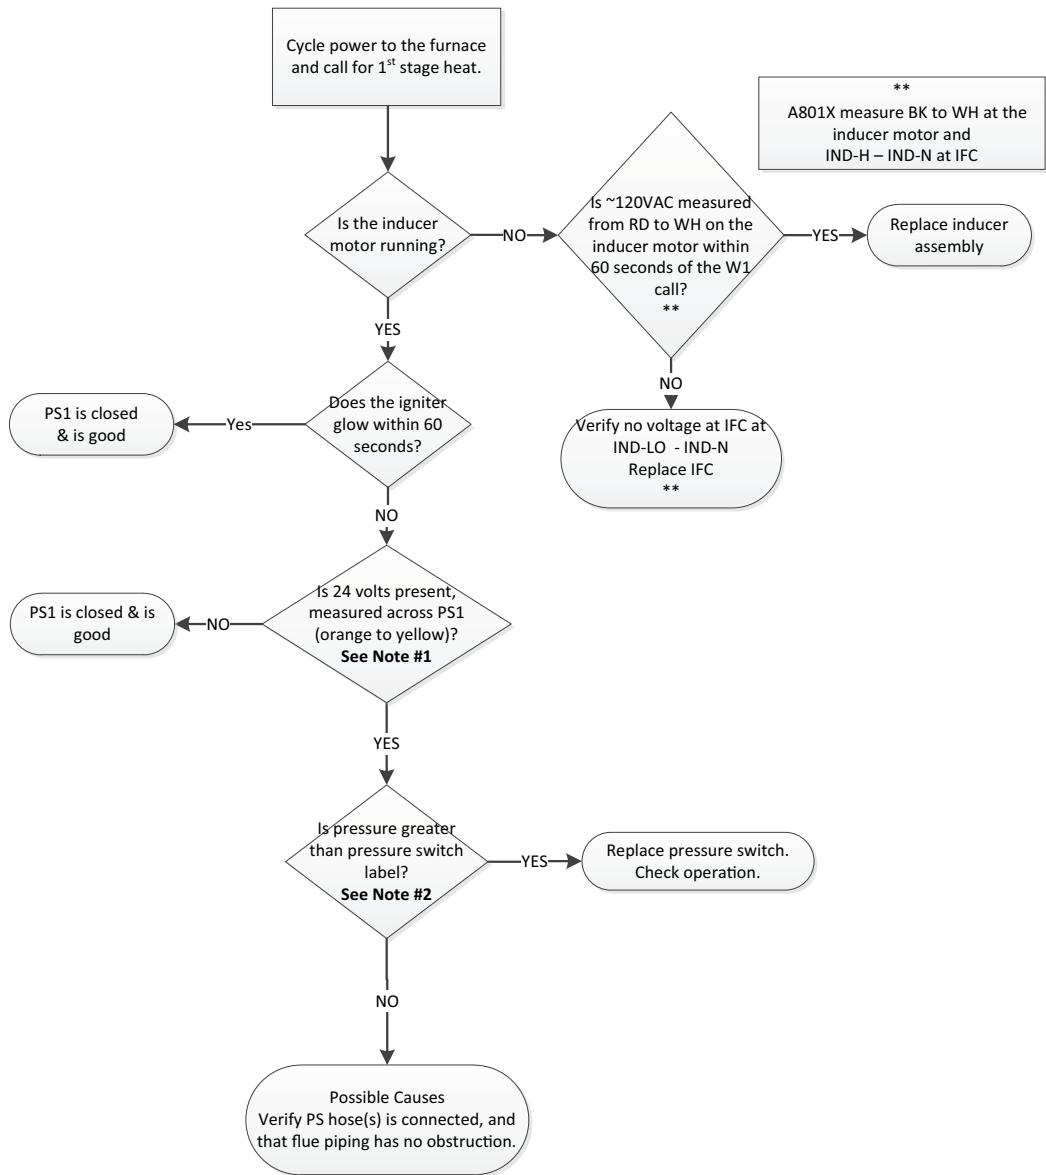 Cycle power to the furnace
and call for 1st stage heat.
**
A801X measure BK to WH at the
inducer motor and
IND-H – IND-N at IFC
Is the inducer
motor running?
NO
Is ~120VAC measured
from RD to WH on the
inducer motor within
60 seconds of the W1
call?
**
YES
Replace inducer
assembly
YES
NO
Verify no voltage at IFC at
IND-LO - IND-N
Replace IFC
**
Does the igniter
glow within 60
seconds?
Yes
PS1 is closed
& is good
NO
Is 24 volts present,
measured across PS1
(orange to yellow)?
See Note #1
NO
PS1 is closed & is
good
YES
Is pressure greater
than pressure switch
label?
See Note #2
YES
Replace pressure switch.
Check operation.
NO
Possible Causes
Verify PS hose(s) is connected, and
that flue piping has no obstruction.